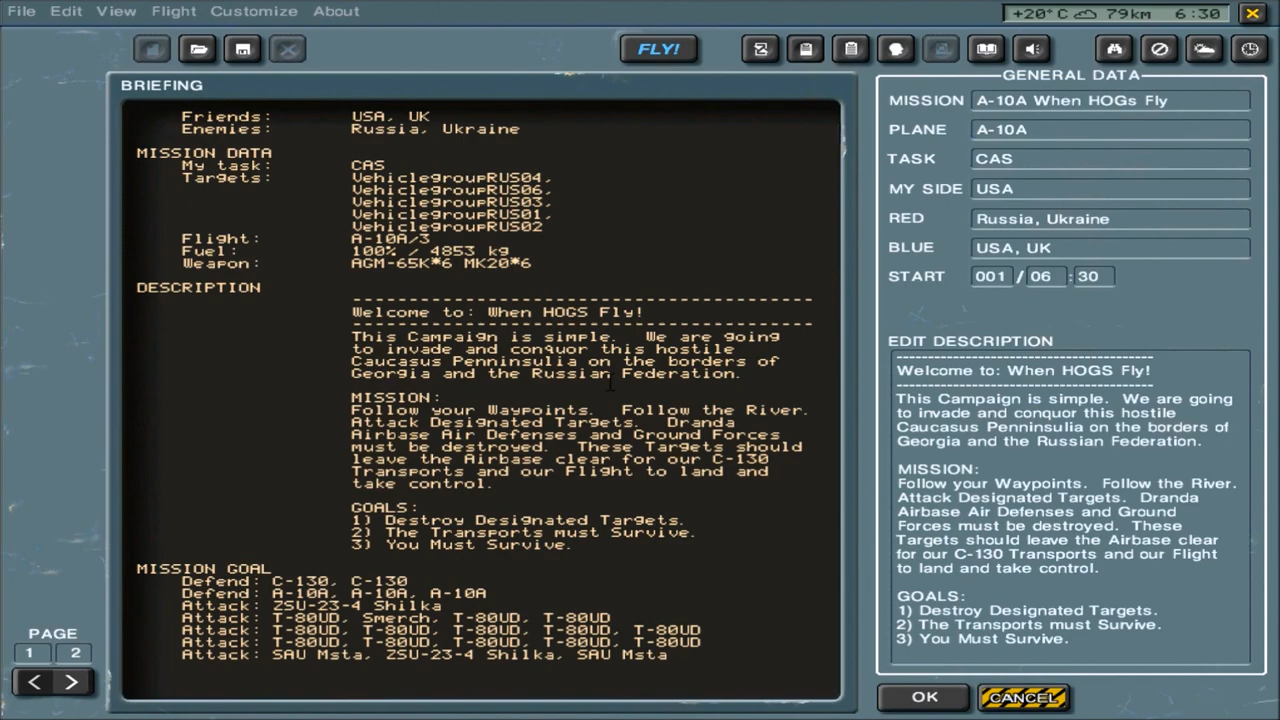 File Edit View Flight Customize About
+20°C 79km 6:30
FLY!
BRIEFING
Friends: USA, UK
Enemies: Russia, Ukraine
MISSION DATA
My task: CAS
Targets: VehiclegroupRUS04,
VehiclegroupRUS06,
VehiclegroupRUS03,
VehiclegroupRUS01,
VehiclegroupRUS02
Flight: A-10A/3
Fuel: 100% / 4853 kg
Weapon: AGM-65K*6 MK20*6
DESCRIPTION
-----------------------------------------
Welcome to: When HOGS Fly!
-----------------------------------------
This Campaign is simple. We are going
to invade and conquor this hostile
Caucasus Penninsulia on the borders of
Georgia and the Russian Federation.
MISSION:
Follow your Waypoints. Follow the River.
Attack Designated Targets. Dranda
Airbase Air Defenses and Ground Forces
must be destroyed. These Targets should
leave the Airbase clear for our C-130
Transports and our Flight to land and
take control.
GOALS:
1) Destroy Designated Targets.
2) The Transports must Survive.
3) You Must Survive.
MISSION GOAL
Defend: C-130, C-130
Defend: A-10A, A-10A, A-10A
Attack: ZSU-23-4 Shilka
Attack: T-80UD, Smerch, T-80UD, T-80UD
Attack: T-80UD, T-80UD, T-80UD, T-80UD, T-80UD
Attack: T-80UD, T-80UD, T-80UD, T-80UD, T-80UD
Attack: SAU Msta, ZSU-23-4 Shilka, SAU Msta
PAGE
1 2
< >
GENERAL DATA
MISSION A-10A When HOGs Fly
PLANE A-10A
TASK CAS
MY SIDE USA
RED Russia, Ukraine
BLUE USA, UK
START 001 / 06 : 30
EDIT DESCRIPTION
-----------------------------------------
Welcome to: When HOGS Fly!
-----------------------------------------
This Campaign is simple. We are going
to invade and conquor this hostile
Caucasus Penninsulia on the borders of
Georgia and the Russian Federation.
MISSION:
Follow your Waypoints. Follow the River.
Attack Designated Targets. Dranda
Airbase Air Defenses and Ground
Forces must be destroyed. These
Targets should leave the Airbase clear
for our C-130 Transports and our Flight
to land and take control.
GOALS:
1) Destroy Designated Targets.
2) The Transports must Survive.
3) You Must Survive.
OK CANCEL